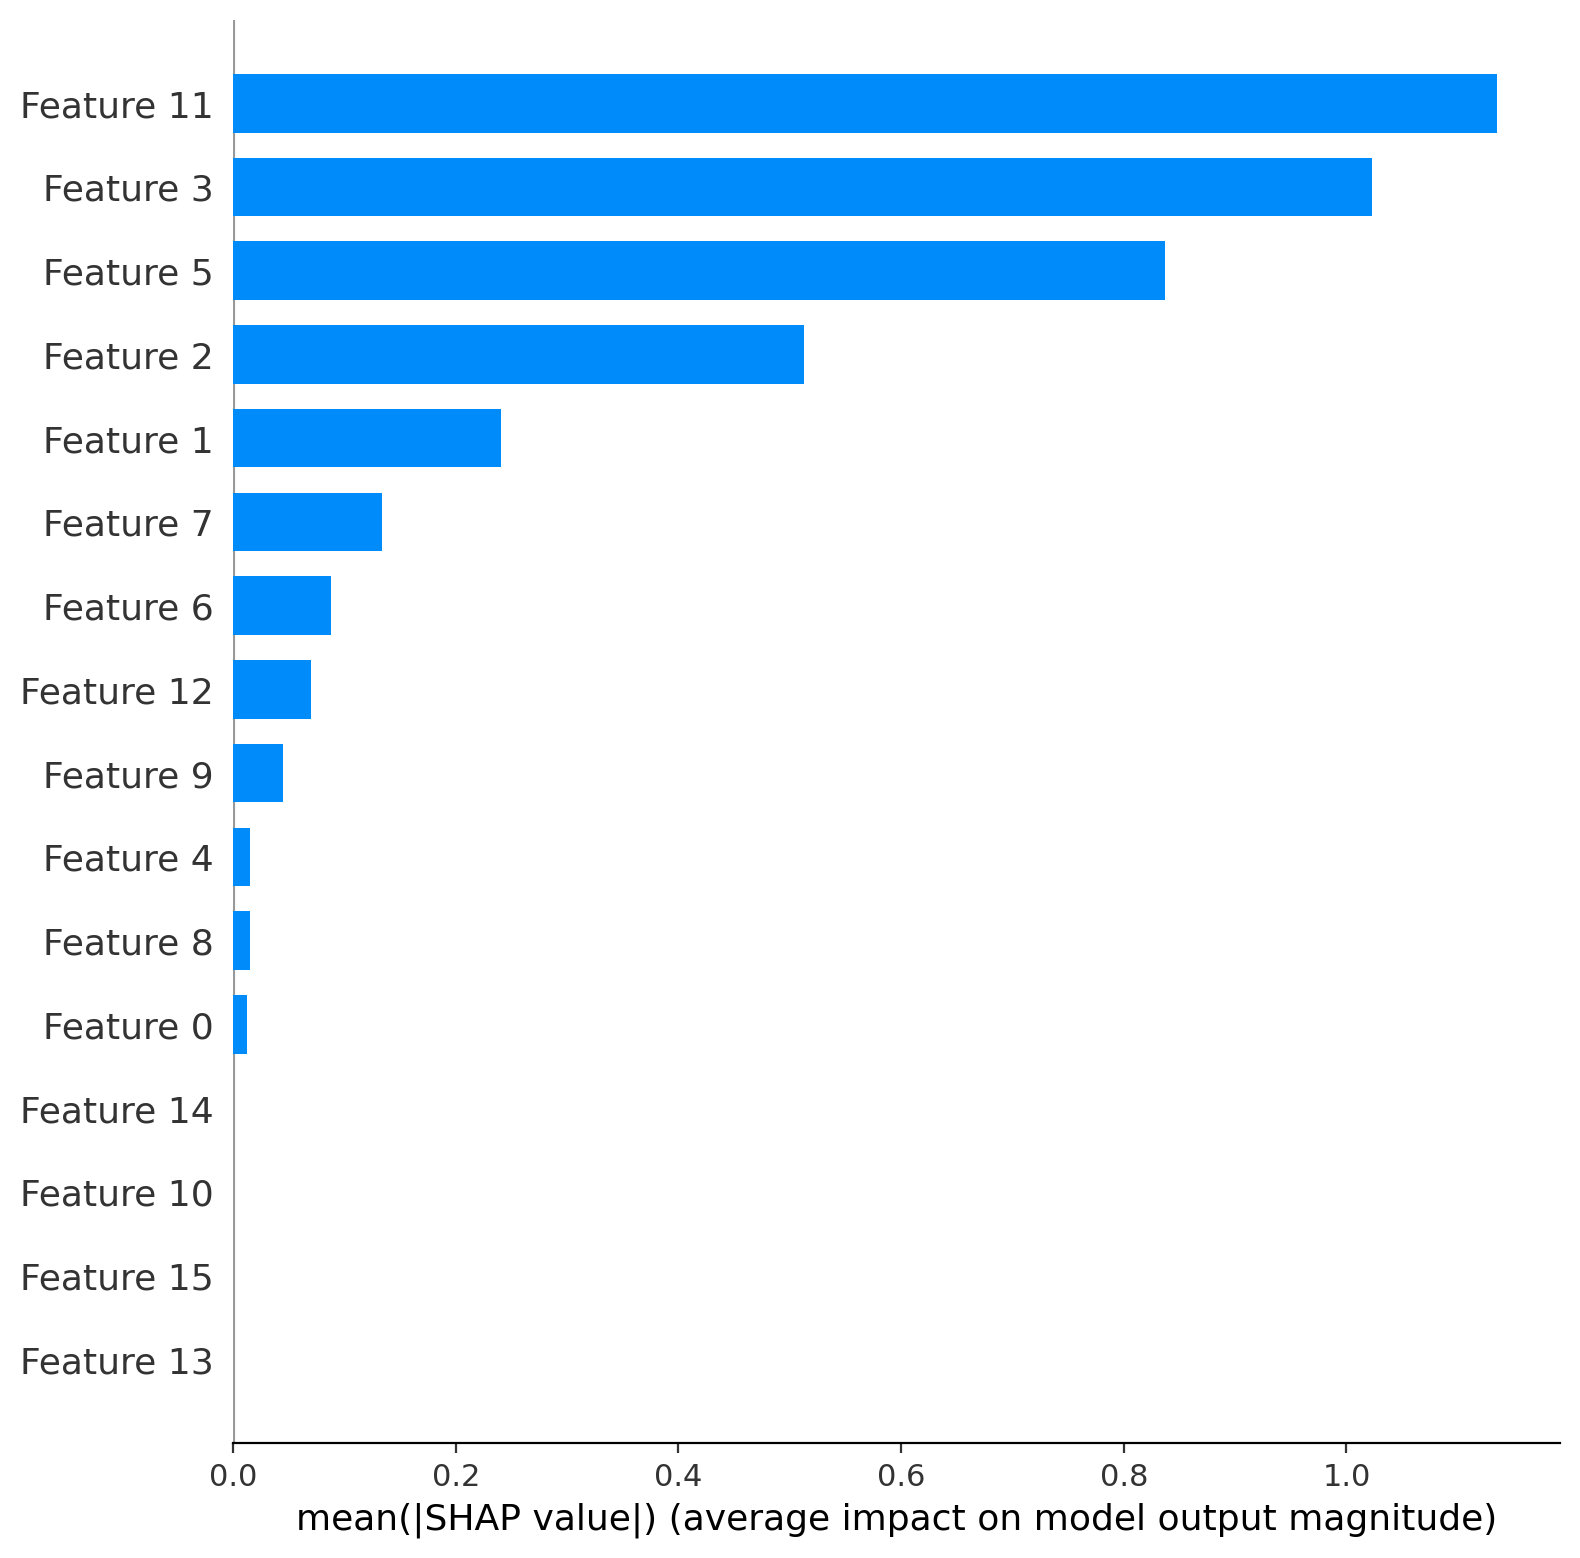 Feature 11
Feature 3
Feature 5
Feature 2
Feature 1
Feature 7
Feature 6
Feature 12
Feature 9
Feature 4
Feature 8
Feature 0
Feature 14
Feature 10
Feature 15
Feature 13
0.0 0.2 0.4 0.6 0.8 1.0
mean(|SHAP value|) (average impact on model output magnitude)